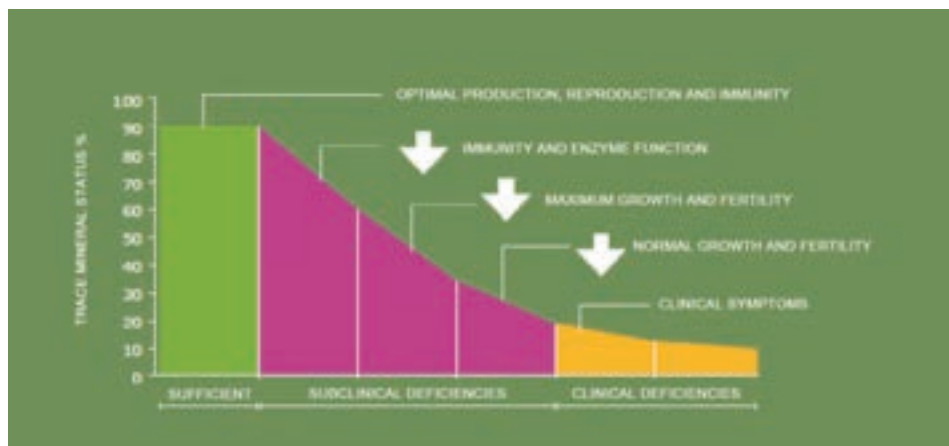 OPTIMAL PRODUCTION, REPRODUCTION AND IMMUNITY
IMMUNITY AND ENZYME FUNCTION
MAXIMUM GROWTH AND FERTILITY
NORMAL GROWTH AND FERTILITY
CLINICAL SYMPTOMS
TRACE MINERAL STATUS %
100
90
80
70
60
50
40
30
20
10
0
SUFFICIENT
SUBCLINICAL DEFICIENCIES
CLINICAL DEFICIENCIES